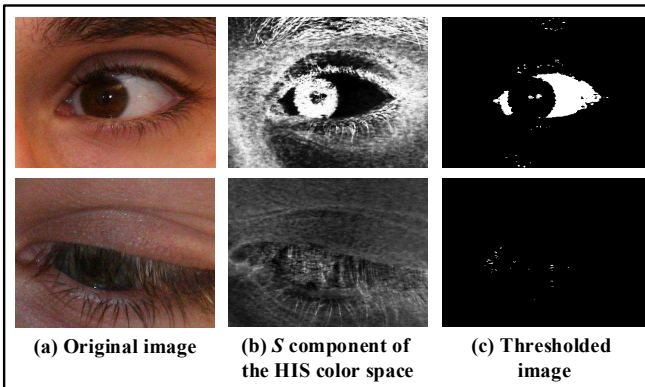 (a) Original image
(b) S component of
the HIS color space
(c) Thresholded
image